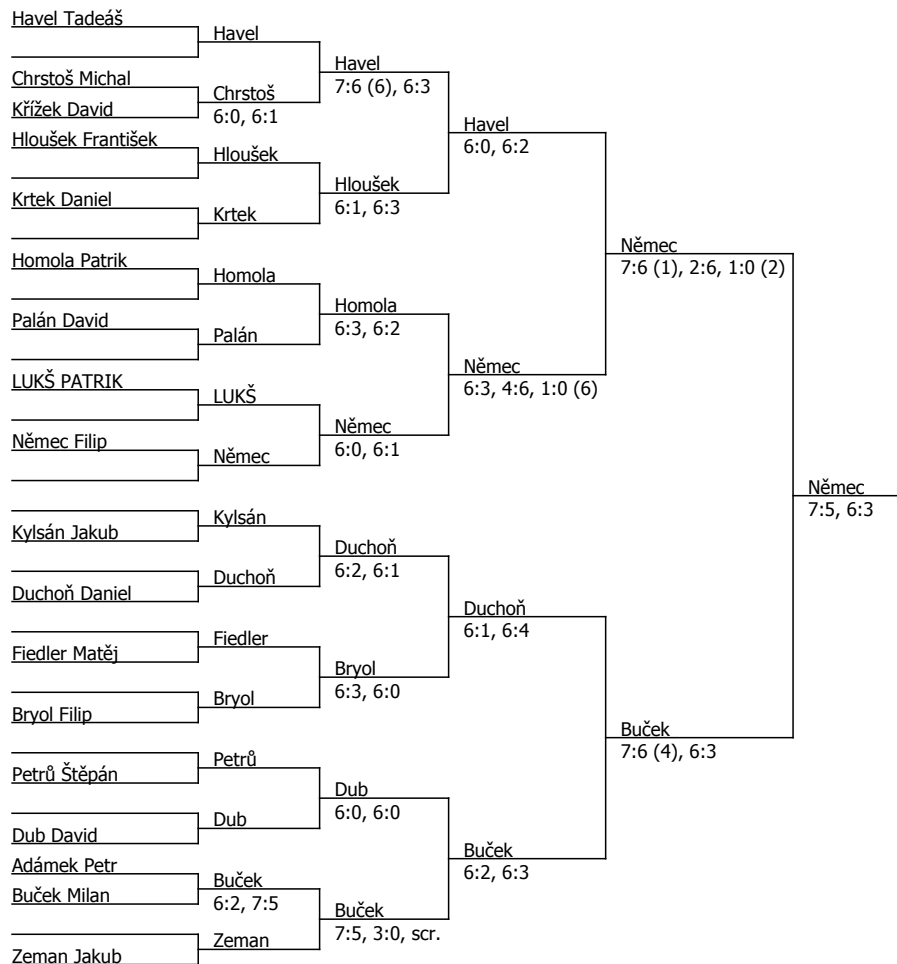 Havel Tadeáš
Havel
Havel
7:6 (6), 6:3
Chrstoš Michal
Chrstoš
6:0, 6:1
Křížek David
Havel
6:0, 6:2
Hloušek František
Hloušek
Hloušek
6:1, 6:3
Krtek Daniel
Krtek
Němec
7:6 (1), 2:6, 1:0 (2)
Homola Patrik
Homola
Homola
6:3, 6:2
Palán David
Palán
Němec
6:3, 4:6, 1:0 (6)
LUKŠ PATRIK
LUKŠ
Němec
6:0, 6:1
Němec Filip
Němec
Němec
7:5, 6:3
Kylsán
Kylsán Jakub
Duchoň
6:2, 6:1
Duchoň
Duchoň Daniel
Duchoň
6:1, 6:4
Fiedler
Fiedler Matěj
Bryol
6:3, 6:0
Bryol
Bryol Filip
Buček
7:6 (4), 6:3
Petrů
Petrů Štěpán
Dub
6:0, 6:0
Dub
Dub David
Buček
6:2, 6:3
Adámek Petr
Buček
6:2, 7:5
Buček Milan
Buček
7:5, 3:0, scr.
Zeman
Zeman Jakub